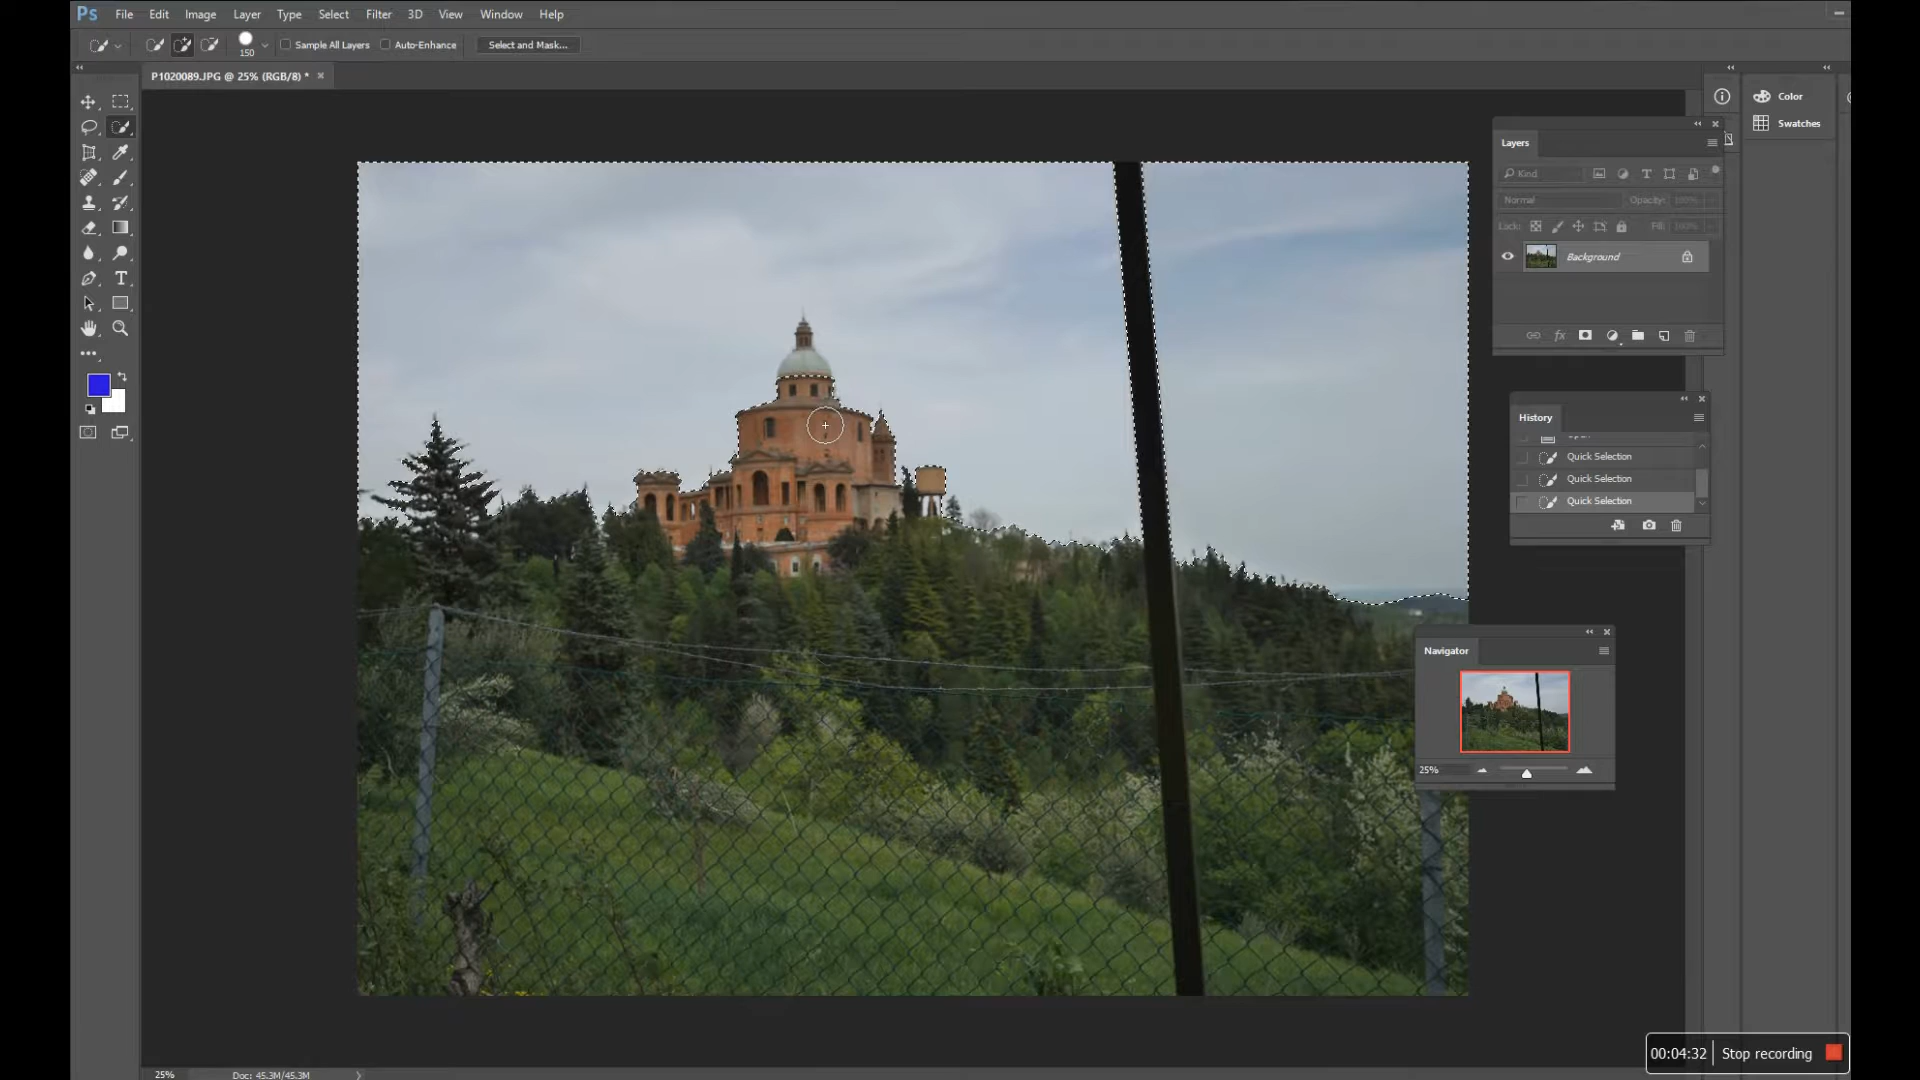 Ps File Edit Image Layer Type Select Filter 3D View Window Help
150 Sample All Layers Auto-Enhance Select and Mask...
P1020089.JPG @ 25% (RGB/8) *
Color
Swatches
Layers
Kind
Normal Opacity: 100%
Lock: Fill: 100%
Background
fx
History
Quick Selection
Quick Selection
Quick Selection
Navigator
25%
00:04:32 Stop recording
25% Doc: 45.3M/45.3M